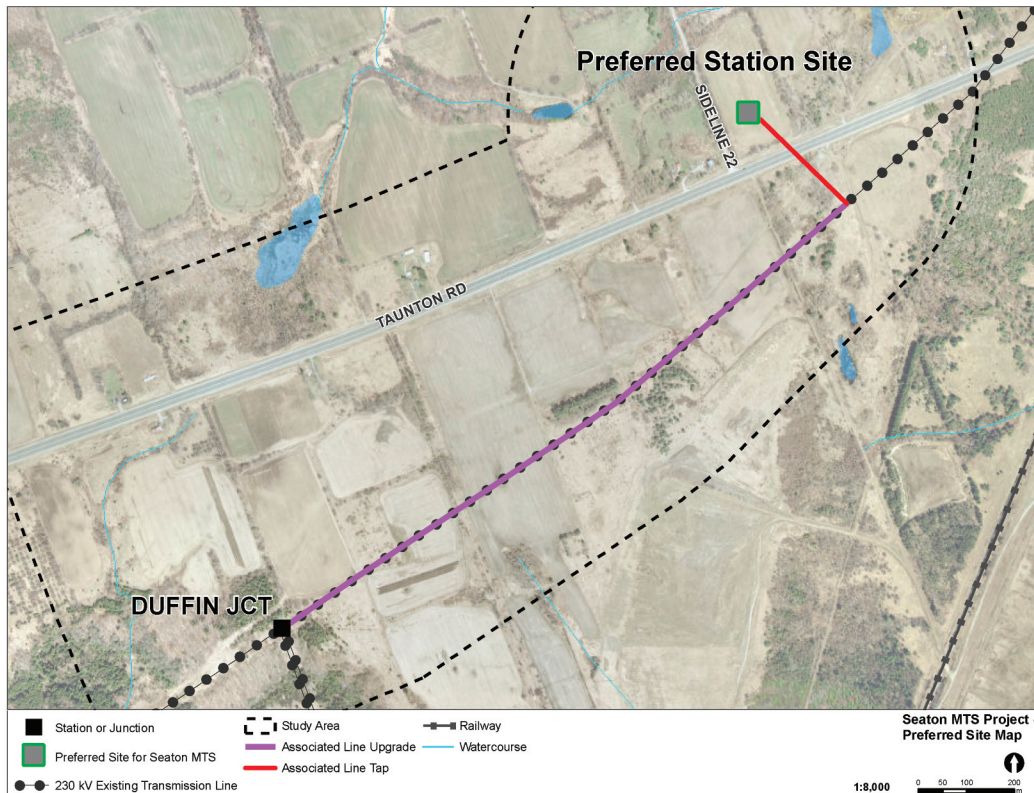 Preferred Station Site
SIDELINE 22
TAUNTON RD
DUFFIN JCT
Station or Junction
Preferred Site for Seaton MTS
230 kV Existing Transmission Line
Study Area
Associated Line Upgrade
Associated Line Tap
Railway
Watercourse
Seaton MTS Project -
Preferred Site Map
1:8,000
0 50 100 200
m